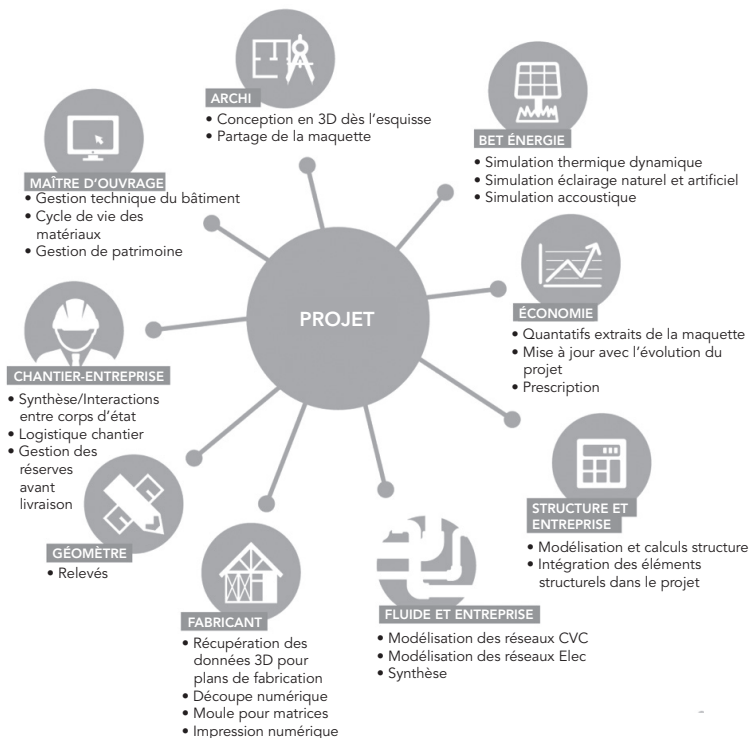 ARCHI
• Conception en 3D dès l'esquisse
• Partage de la maquette
BET ÉNERGIE
• Simulation thermique dynamique
• Simulation éclairage naturel et artificiel
• Simulation accoustique
MAÎTRE D'OUVRAGE
• Gestion technique du bâtiment
• Cycle de vie des
matériaux
• Gestion de patrimoine
PROJET
ÉCONOMIE
• Quantatifs extraits de la maquette
• Mise à jour avec l'évolution du
projet
• Prescription
CHANTIER-ENTREPRISE
• Synthèse/Interactions
entre corps d'état
• Logistique chantier
• Gestion des
réserves
avant
livraison
STRUCTURE ET
ENTREPRISE
• Modélisation et calculs structure
• Intégration des éléments
structurels dans le projet
GÉOMÈTRE
• Relevés
FABRICANT
• Récupération des
données 3D pour
plans de fabrication
• Découpe numérique
• Moule pour matrices
• Impression numérique
FLUIDE ET ENTREPRISE
• Modélisation des réseaux CVC
• Modélisation des réseaux Elec
• Synthèse